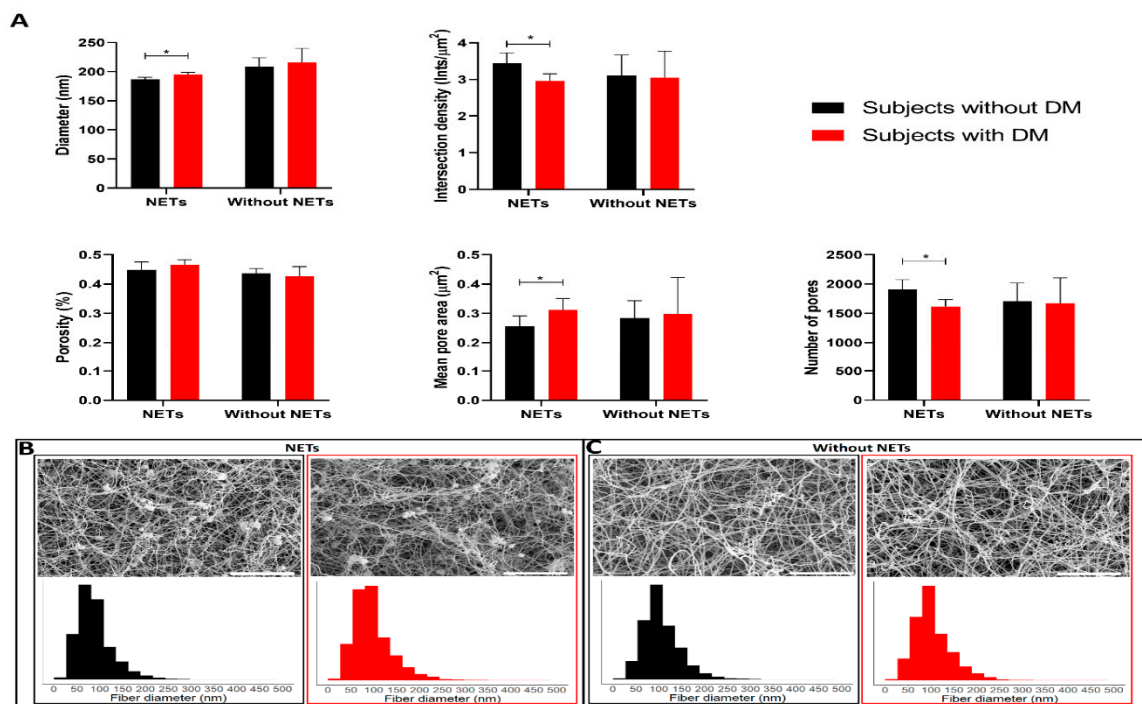 A
Diameter (nm)
250
200
150
100
50
0
*
NETs
Without NETs
Intersection density (Ints/µm²)
4
3
2
1
0
*
NETs
Without NETs
Subjects without DM
Subjects with DM
Porosity (%)
0.5
0.4
0.3
0.2
0.1
0.0
NETs
Without NETs
Mean pore area (µm²)
0.5
0.4
0.3
0.2
0.1
0.0
*
NETs
Without NETs
Number of pores
2500
2000
1500
1000
500
0
*
NETs
Without NETs
B
NETs
0 50 100 150 200 250 300 350 400 450 500
Fiber diameter (nm)
0 50 100 150 200 250 300 350 400 450 500
Fiber diameter (nm)
C
Without NETs
0 50 100 150 200 250 300 350 400 450 500
Fiber diameter (nm)
0 50 100 150 200 250 300 350 400 450 500
Fiber diameter (nm)